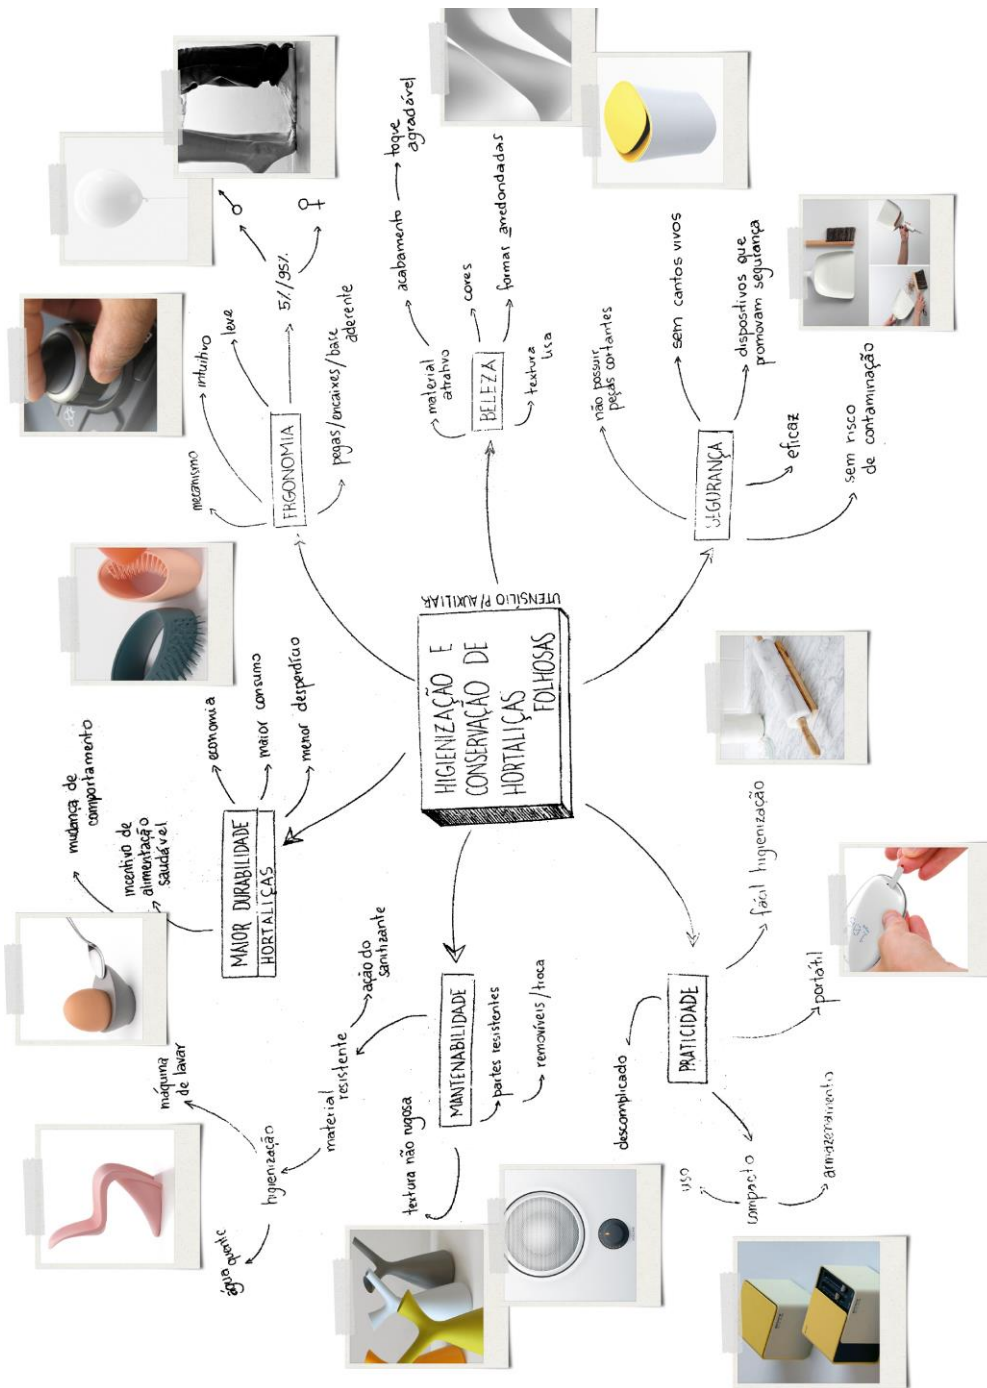 UTENSÍLIO P/ AUXILIAR
HIGIENIZAÇÃO E
CONSERVAÇÃO DE
HORTALIÇAS
FOLHOSAS
MAIOR DURABILIDADE
HORTALIÇAS
mudança de
comportamento
incentivo de
alimentação
saudável
economia
maior consumo
menor desperdício
ERGONOMIA
mecanismo
intuitivo
leve
5%/95%
♂
♀
pegas/encaixes/base
aderente
BELEZA
material
atrativo
acabamento
toque
agradável
cores
formas arredondadas
textura
lisa
SEGURANÇA
não possuir
peças cortantes
sem cantos vivos
dispositivos que
promovam segurança
eficaz
sem risco
de contaminação
MANTENABILIDADE
material
resistente
ação do
sanitizante
higienização
máquina
de lavar
água
quente
textura não rugosa
partes resistentes
removíveis/troca
PRATICIDADE
descomplicado
fácil higienização
portátil
compacto
uso
armazenamento